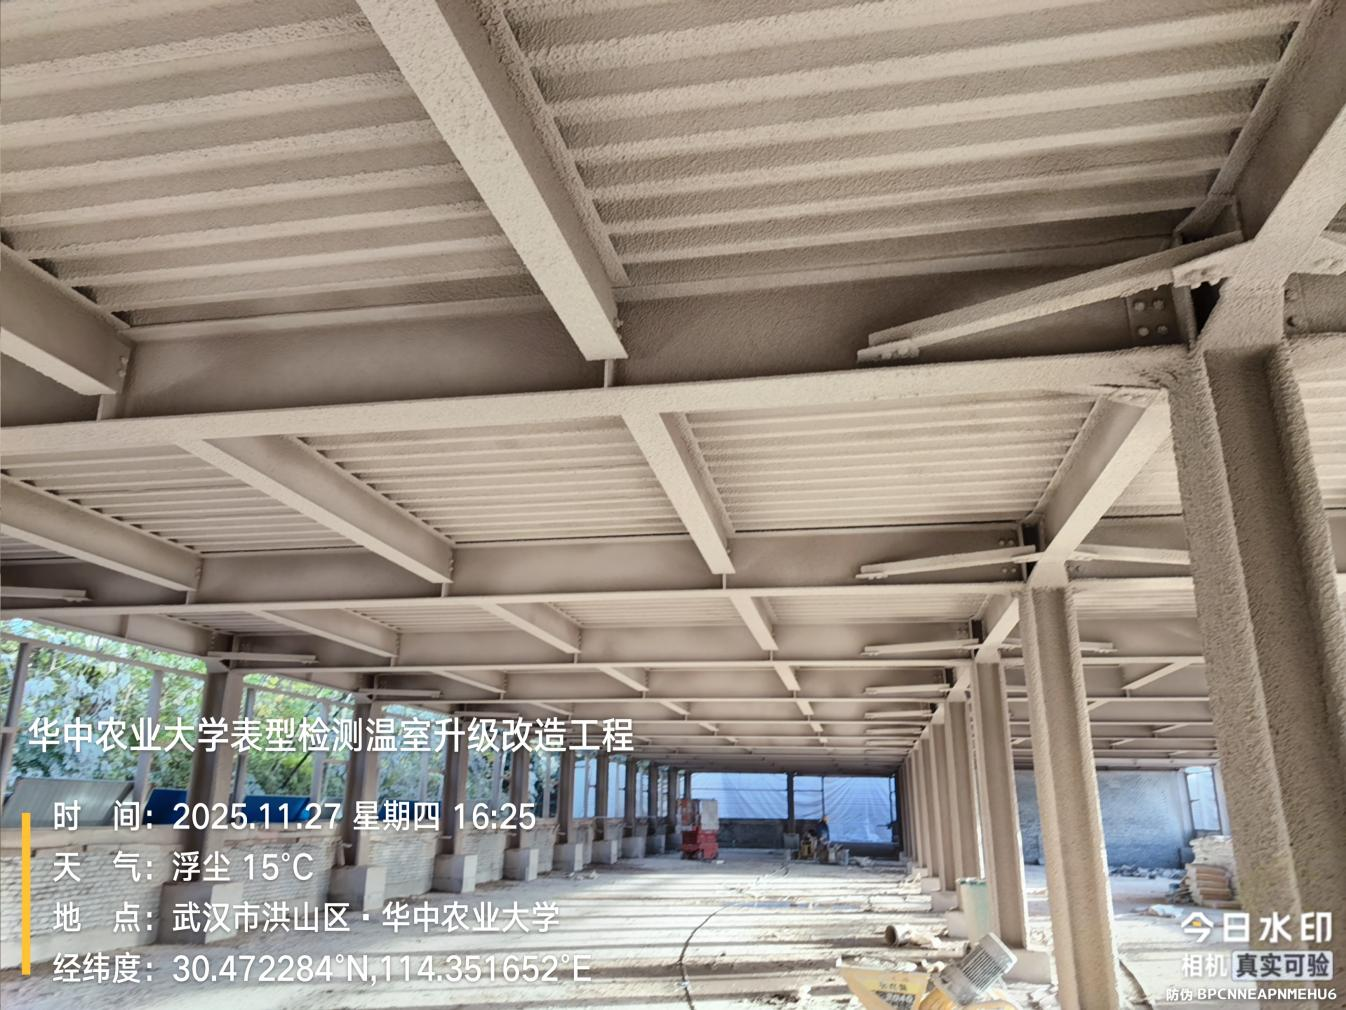 华中农业大学表型检测温室升级改造工程
时 间：2025.11.27 星期四 16:25
天 气：浮尘 15℃
地 点：武汉市洪山区·华中农业大学
经纬度：30.472284°N,114.351652°E
今日水印
相机 真实可验
防伪 BPCNNEAPNMEHU6